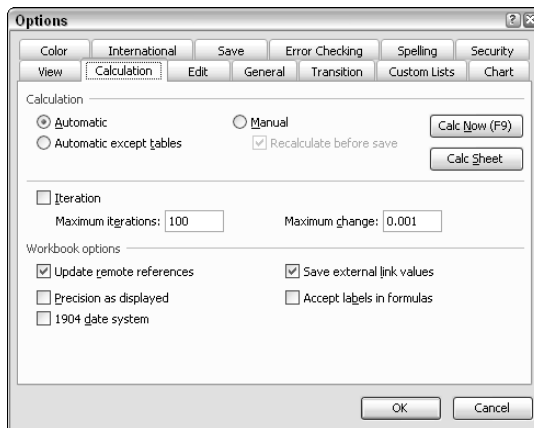 Options
Color International Save Error Checking Spelling Security
View Calculation Edit General Transition Custom Lists Chart
Calculation
Automatic Manual Calc Now (F9)
Automatic except tables Recalculate before save
Calc Sheet
Iteration
Maximum iterations: 100 Maximum change: 0.001
Workbook options
Update remote references Save external link values
Precision as displayed Accept labels in formulas
1904 date system
OK Cancel